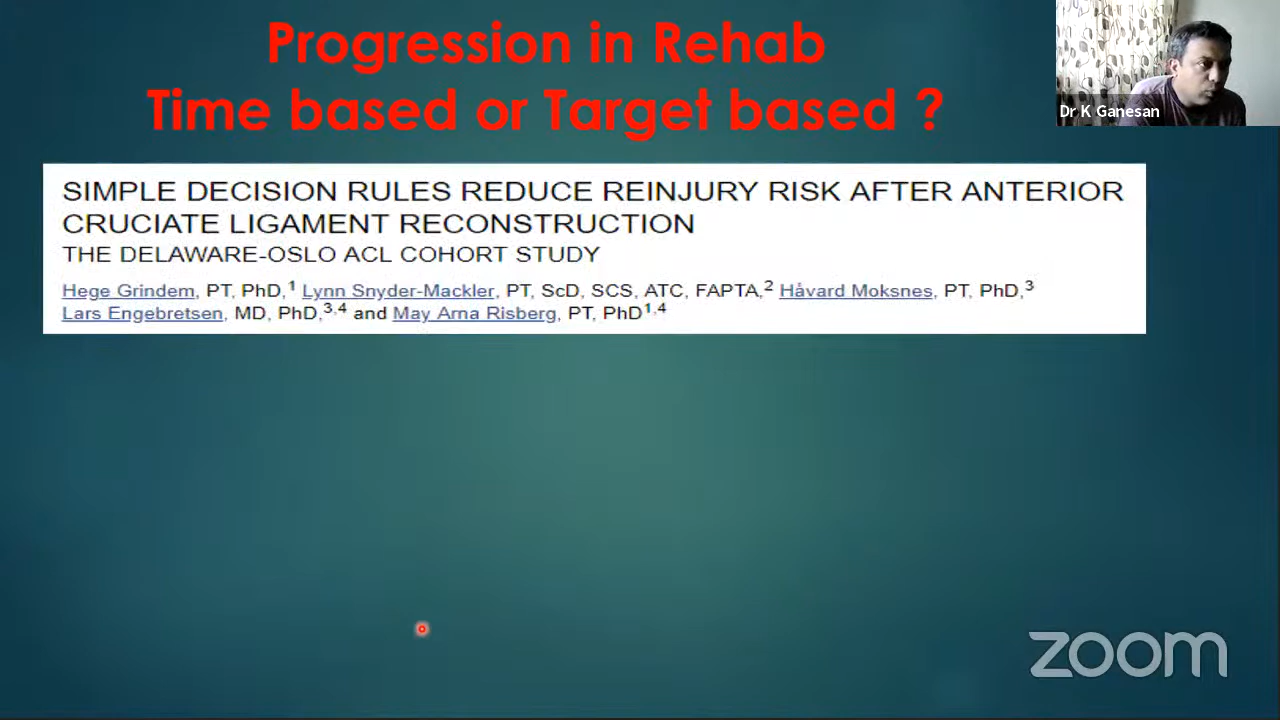 Progression in Rehab
Time based or Target based ?
Dr K Ganesan
SIMPLE DECISION RULES REDUCE REINJURY RISK AFTER ANTERIOR
CRUCIATE LIGAMENT RECONSTRUCTION
THE DELAWARE-OSLO ACL COHORT STUDY
Hege Grindem, PT, PhD,1 Lynn Snyder-Mackler, PT, ScD, SCS, ATC, FAPTA,2 Håvard Moksnes, PT, PhD,3
Lars Engebretsen, MD, PhD,3,4 and May Arna Risberg, PT, PhD1,4
zoom